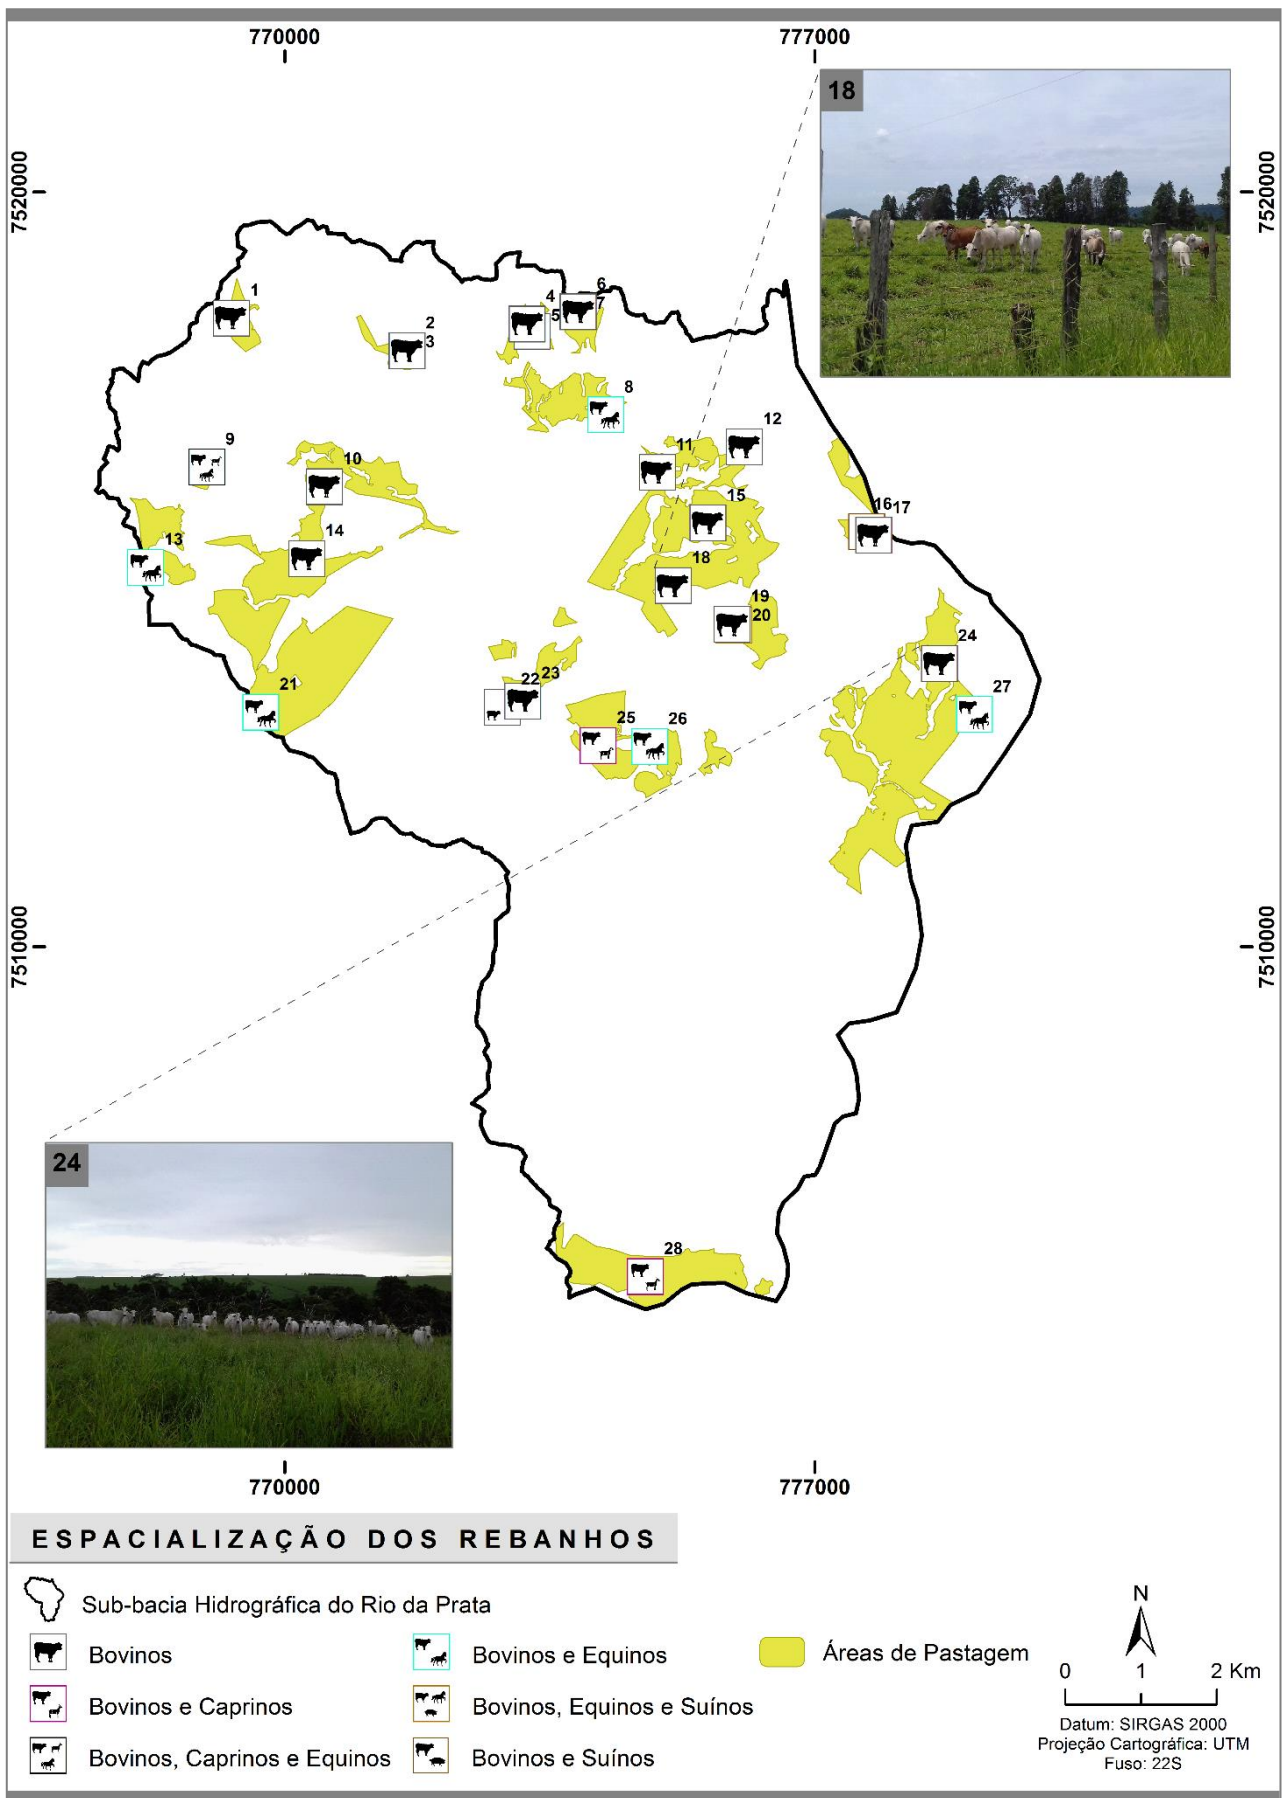 770000
777000
18
7520000
7520000
1
2
3
4
5
6
7
8
9
10
11
12
13
14
15
16
17
18
19
20
21
22
23
24
25
26
27
28
7510000
7510000
24
770000
777000
ESPACIALIZAÇÃO DOS REBANHOS
Sub-bacia Hidrográfica do Rio da Prata
Bovinos
Bovinos e Caprinos
Bovinos, Caprinos e Equinos
Bovinos e Equinos
Bovinos, Equinos e Suínos
Bovinos e Suínos
Áreas de Pastagem
N
0 1 2 Km
Datum: SIRGAS 2000
Projeção Cartográfica: UTM
Fuso: 22S